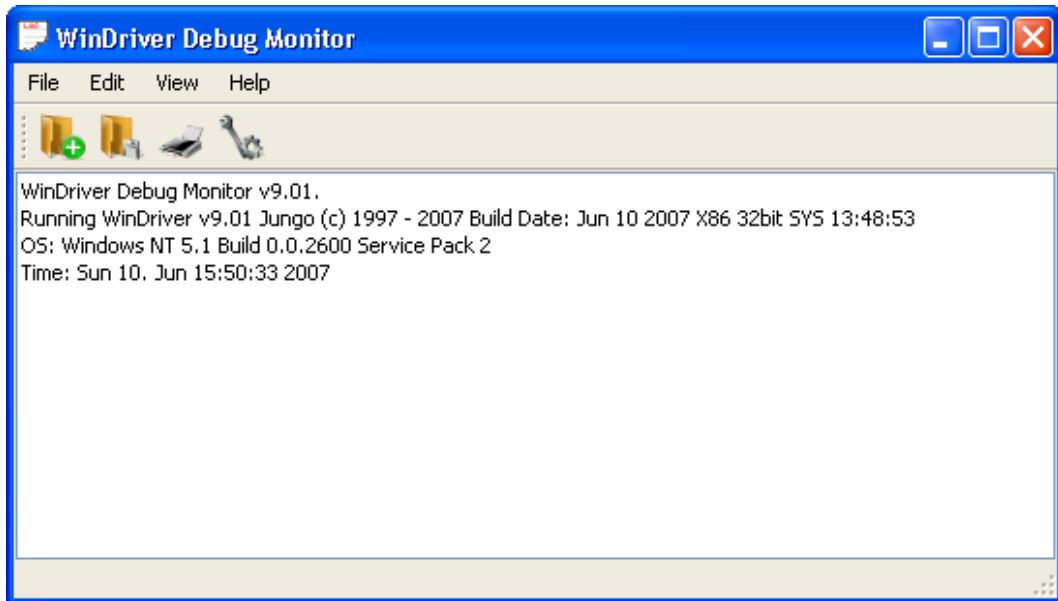 WinDriver Debug Monitor
File Edit View Help
WinDriver Debug Monitor v9.01.
Running WinDriver v9.01 Jungo (c) 1997 - 2007 Build Date: Jun 10 2007 X86 32bit SYS 13:48:53
OS: Windows NT 5.1 Build 0.0.2600 Service Pack 2
Time: Sun 10. Jun 15:50:33 2007